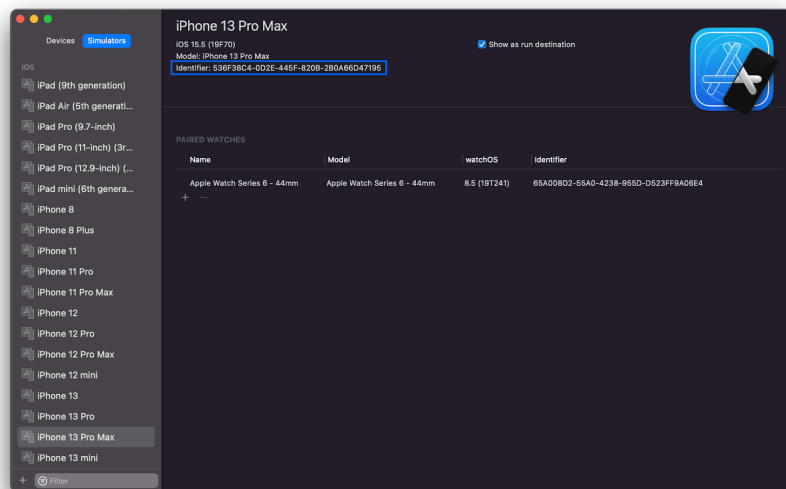 Devices Simulators
iOS
iPad (9th generation)
iPad Air (5th generati...
iPad Pro (9.7-inch)
iPad Pro (11-inch) (3r...
iPad Pro (12.9-inch) (...
iPad mini (6th genera...
iPhone 8
iPhone 8 Plus
iPhone 11
iPhone 11 Pro
iPhone 11 Pro Max
iPhone 12
iPhone 12 Pro
iPhone 12 Pro Max
iPhone 12 mini
iPhone 13
iPhone 13 Pro
iPhone 13 Pro Max
iPhone 13 mini
Filter
iPhone 13 Pro Max
iOS 15.5 (19F70)
Show as run destination
Model: iPhone 13 Pro Max
Identifier: 536F38C4-0D2E-445F-820B-2B0A66D47195
PAIRED WATCHES
Name Model watchOS Identifier
Apple Watch Series 6 - 44mm Apple Watch Series 6 - 44mm 8.5 (19T241) 65A008D2-55A0-4238-955D-D523FF9A06E4